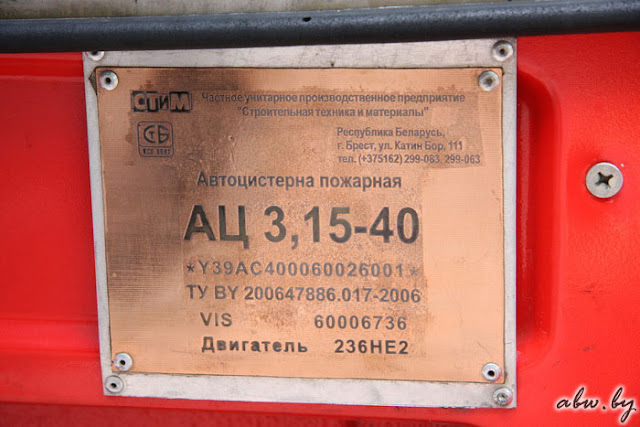 СТиМ
Частное унитарное производственное предприятие
"Строительная техника и материалы"
СТБ
Республика Беларусь,
г. Брест, ул. Катин Бор, 111
тел. (+375162) 299-083, 299-063
Автоцистерна пожарная
АЦ 3,15-40
*Y39AC400060026001*
ТУ BY 200647886.017-2006
VIS 60006736
Двигатель 236НЕ2
abw.by